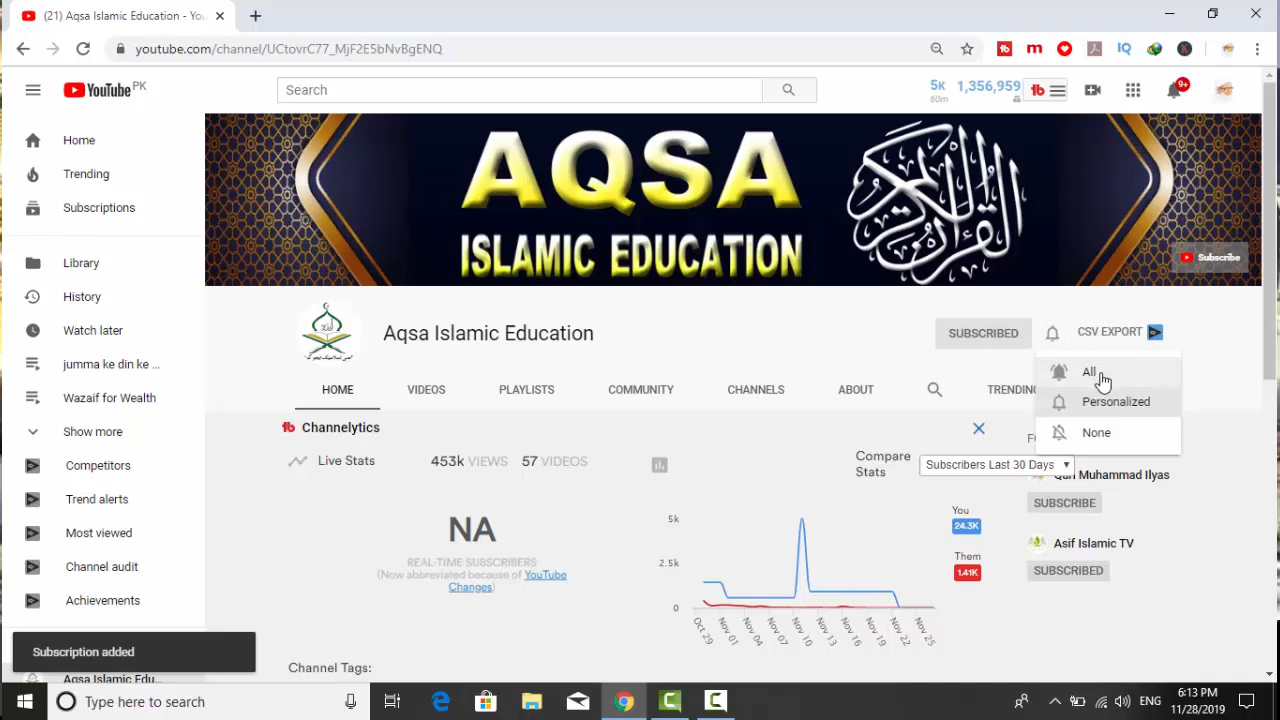 (21) Aqsa Islamic Education - You
youtube.com/channel/UCtovrC77_MjF2E5bNvBgENQ
YouTube PK
Search
5K
60m
1,356,959
9+
Home
Trending
Subscriptions
Library
History
Watch later
jumma ke din ke ...
Wazaif for Wealth
Show more
Competitors
Trend alerts
Most viewed
Channel audit
Achievements
Aqsa Islamic Edu...
Subscription added
AQSA
ISLAMIC EDUCATION
القرآن الكريم
Subscribe
Aqsa Islamic Education
SUBSCRIBED
CSV EXPORT
All
Personalized
None
HOME
VIDEOS
PLAYLISTS
COMMUNITY
CHANNELS
ABOUT
TRENDING
Channelytics
Live Stats
453k VIEWS 57 VIDEOS
Compare Stats
Subscribers Last 30 Days
NA
REAL-TIME SUBSCRIBERS
(Now abbreviated because of YouTube
Changes)
5k
2.5k
0
Oct 29
Nov 01
Nov 04
Nov 07
Nov 10
Nov 13
Nov 16
Nov 19
Nov 22
Nov 25
You
24.3K
Them
1.41K
Qari Muhammad Ilyas
SUBSCRIBE
Asif Islamic TV
SUBSCRIBED
Channel Tags:
Type here to search
ENG
6:13 PM
11/28/2019